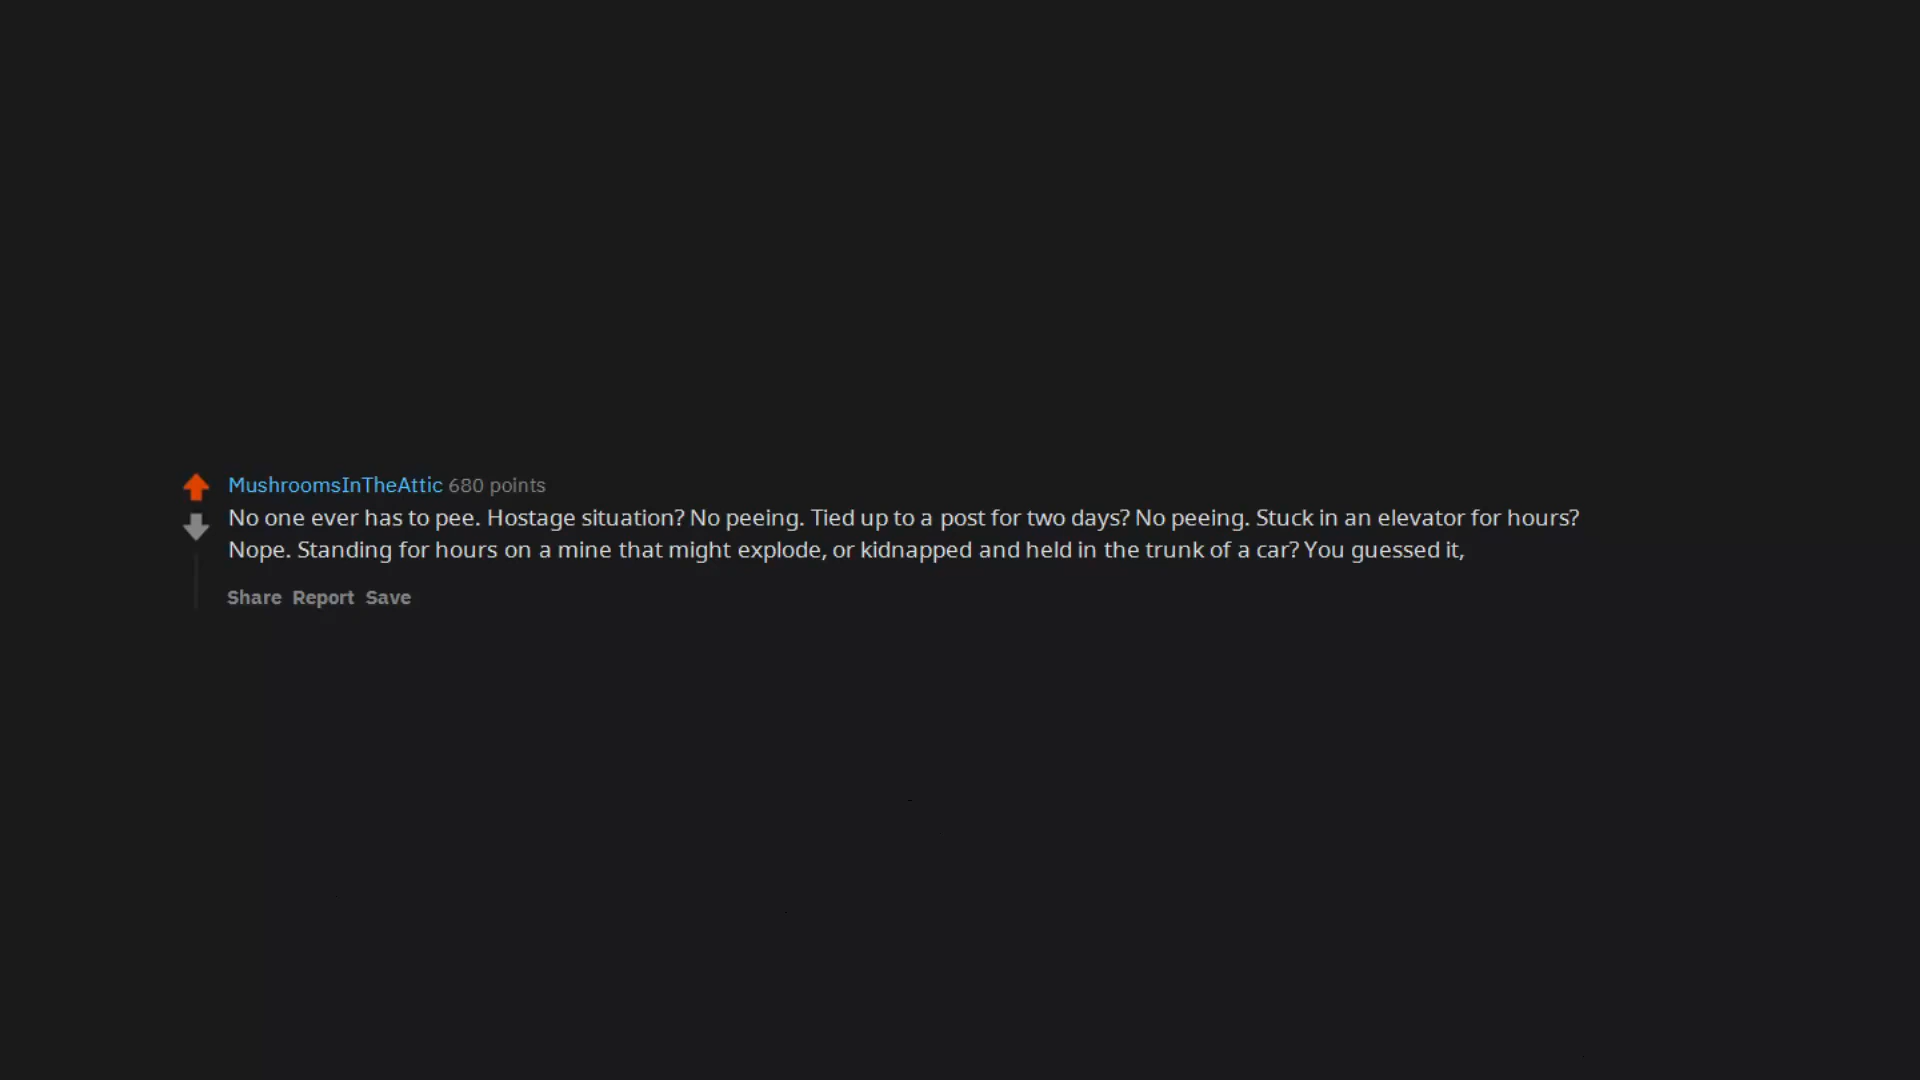 MushroomsInTheAttic 680 points
No one ever has to pee. Hostage situation? No peeing. Tied up to a post for two days? No peeing. Stuck in an elevator for hours?
Nope. Standing for hours on a mine that might explode, or kidnapped and held in the trunk of a car? You guessed it,
Share Report Save